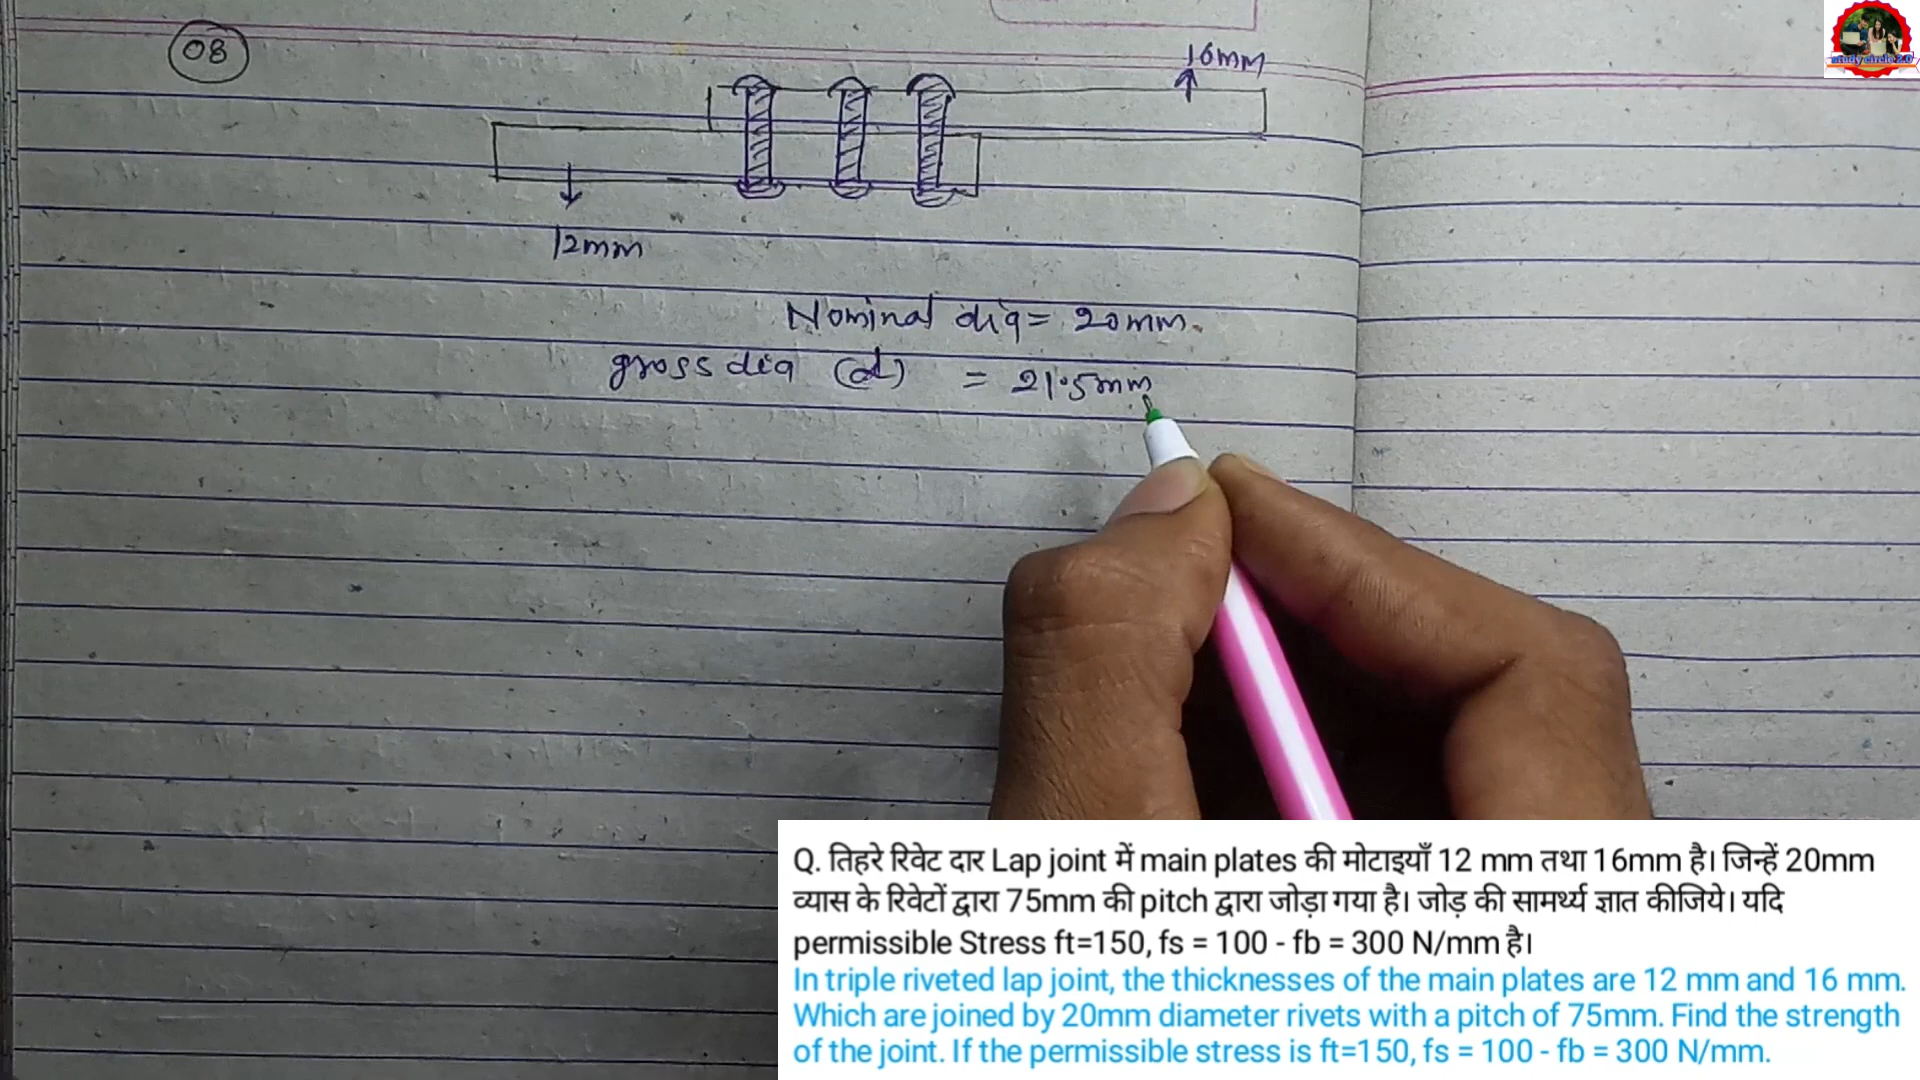 08
16mm
12mm
Nominal dia = 20mm.
gross dia (d) = 21.5mm
study circle 2.0
Q. तिहरे रिवेट दार Lap joint में main plates की मोटाइयाँ 12 mm तथा 16mm है। जिन्हें 20mm
व्यास के रिवेटों द्वारा 75mm की pitch द्वारा जोड़ा गया है। जोड़ की सामर्थ्य ज्ञात कीजिये। यदि
permissible Stress ft=150, fs = 100 - fb = 300 N/mm है।
In triple riveted lap joint, the thicknesses of the main plates are 12 mm and 16 mm.
Which are joined by 20mm diameter rivets with a pitch of 75mm. Find the strength
of the joint. If the permissible stress is ft=150, fs = 100 - fb = 300 N/mm.